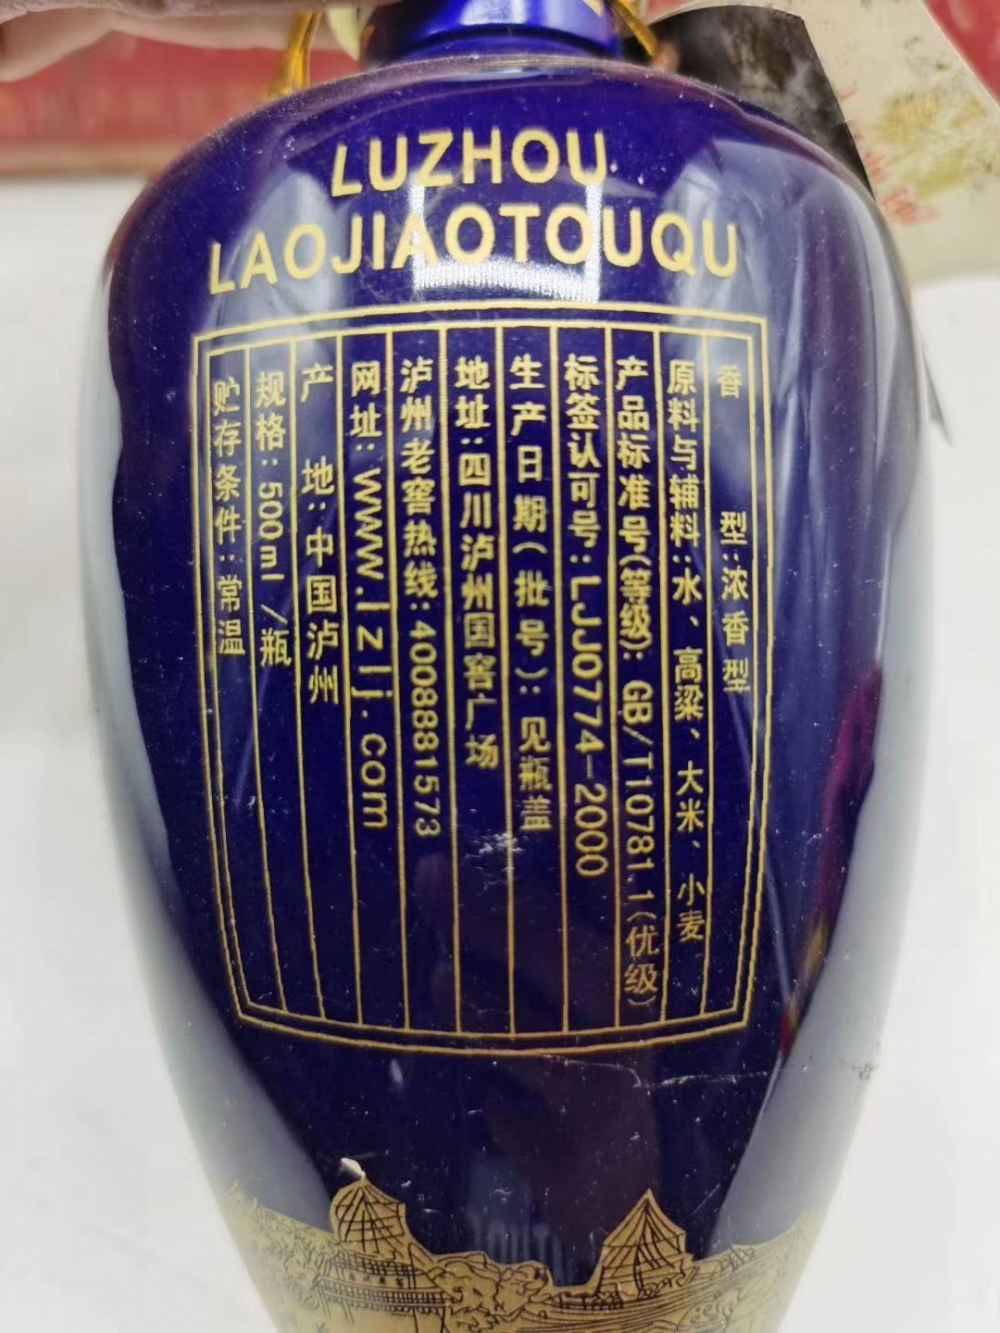 LUZHOU
LAOJIAOTOUQU
香 型:浓香型
原料与辅料:水、高粱、大米、小麦
产品标准号(等级):GB/T10781.1(优级)
标签认可号:LJJ0774-2000
生产日期(批号):见瓶盖
地址:四川泸州国窖广场
泸州老窖热线:4008881573
网址:www.lzlj.com
产 地:中国泸州
规格:500ml/瓶
贮存条件:常温